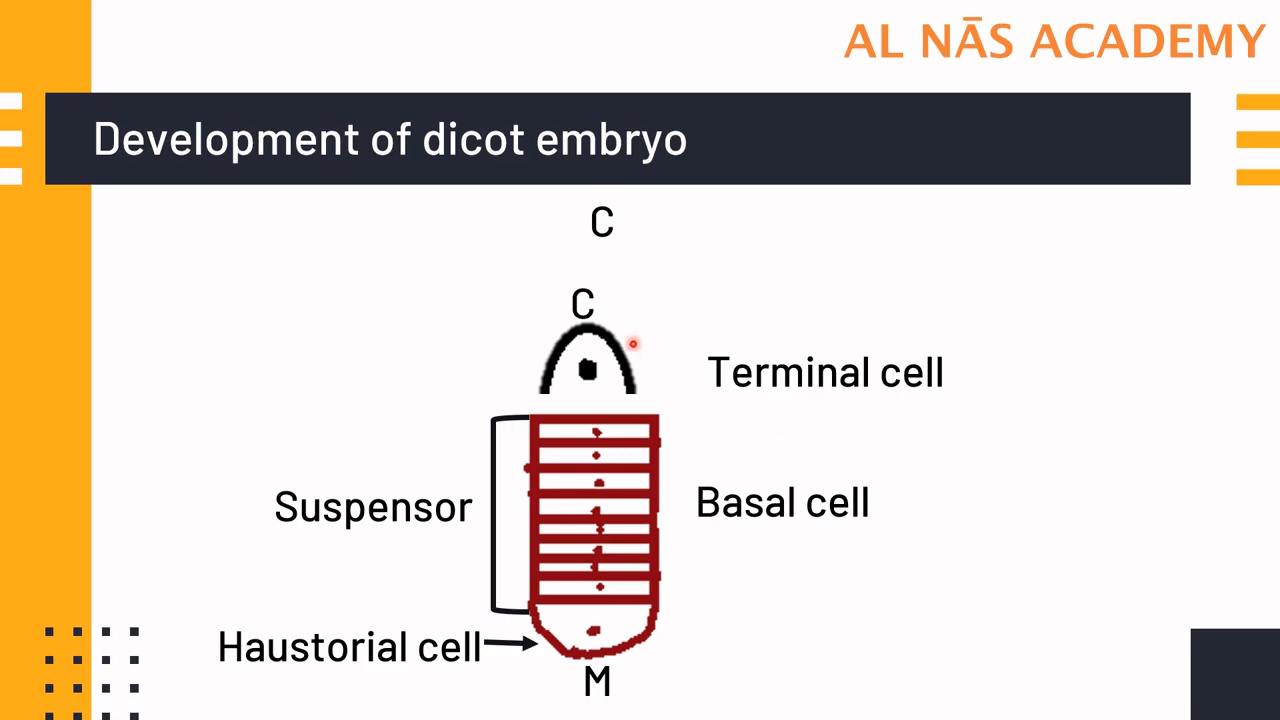 AL NĀS ACADEMY
Development of dicot embryo
C
C
Terminal cell
Suspensor
Basal cell
Haustorial cell
M